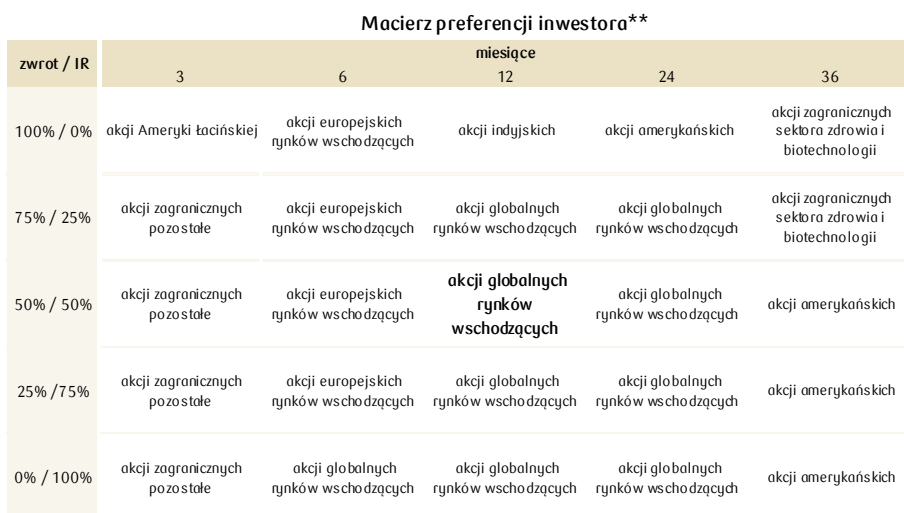 Macierz preferencji inwestora**
zwrot / IR
miesiące
3 6 12 24 36
100% / 0%
akcji Ameryki Łacińskiej
akcji europejskich
rynków wschodzących
akcji indyjskich
akcji amerykańskich
akcji zagranicznych
sektora zdrowia i
biotechnologii
75% / 25%
akcji zagranicznych
pozostałe
akcji europejskich
rynków wschodzących
akcji globalnych
rynków wschodzących
akcji globalnych
rynków wschodzących
akcji zagranicznych
sektora zdrowia i
biotechnologii
50% / 50%
akcji zagranicznych
pozostałe
akcji europejskich
rynków wschodzących
akcji globalnych
rynków
wschodzących
akcji globalnych
rynków wschodzących
akcji amerykańskich
25% /75%
akcji zagranicznych
pozostałe
akcji europejskich
rynków wschodzących
akcji globalnych
rynków wschodzących
akcji globalnych
rynków wschodzących
akcji amerykańskich
0% / 100%
akcji zagranicznych
pozostałe
akcji globalnych
rynków wschodzących
akcji globalnych
rynków wschodzących
akcji globalnych
rynków wschodzących
akcji amerykańskich